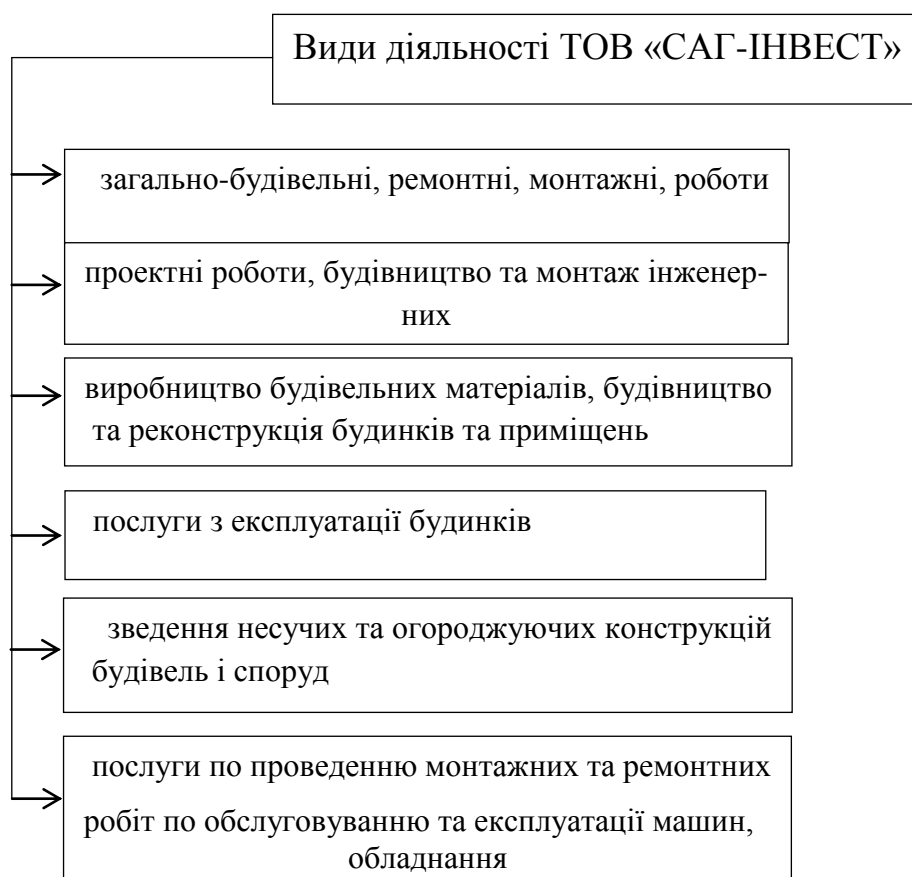 Види діяльності ТОВ «САГ-ІНВЕСТ»
загально-будівельні, ремонтні, монтажні, роботи
проектні роботи, будівництво та монтаж інженер-
них
виробництво будівельних матеріалів, будівництво
та реконструкція будинків та приміщень
послуги з експлуатації будинків
зведення несучих та огороджуючих конструкцій
будівель і споруд
послуги по проведенню монтажних та ремонтних
робіт по обслуговуванню та експлуатації машин,
обладнання